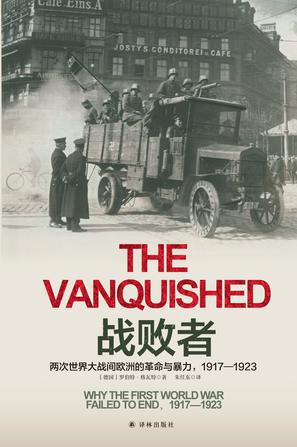 Café Eins.A
JOSTY'S CONDITOREI u. CAFE
THE
VANQUISHED
战败者
两次世界大战间欧洲的革命与暴力，1917—1923
［德国］罗伯特·格瓦特 著 朱任东 译
WHY THE FIRST WORLD WAR
FAILED TO END，1917—1923
译林出版社